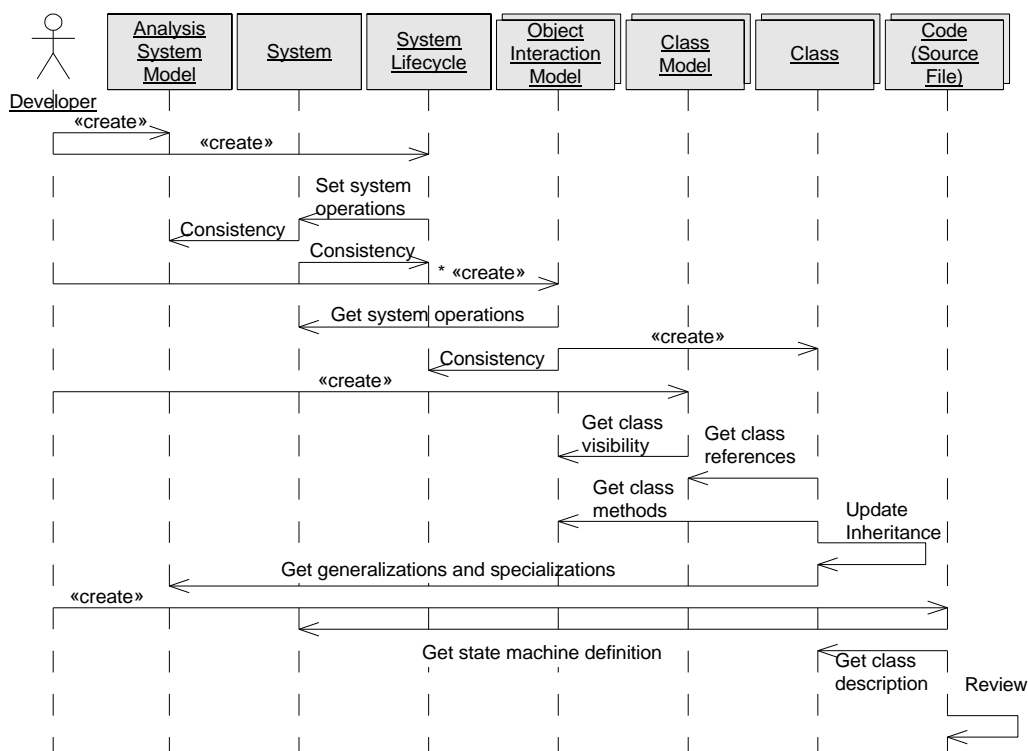 Analysis
System
Model
System
System
Lifecycle
Object
Interaction
Model
Class
Model
Class
Code
(Source
File)
Developer
«create»
«create»
Set system
operations
Consistency
Consistency
* «create»
Get system operations
«create»
Consistency
«create»
Get class
visibility
Get class
references
Get class
methods
Update
Inheritance
Get generalizations and specializations
«create»
Get state machine definition
Get class
description
Review